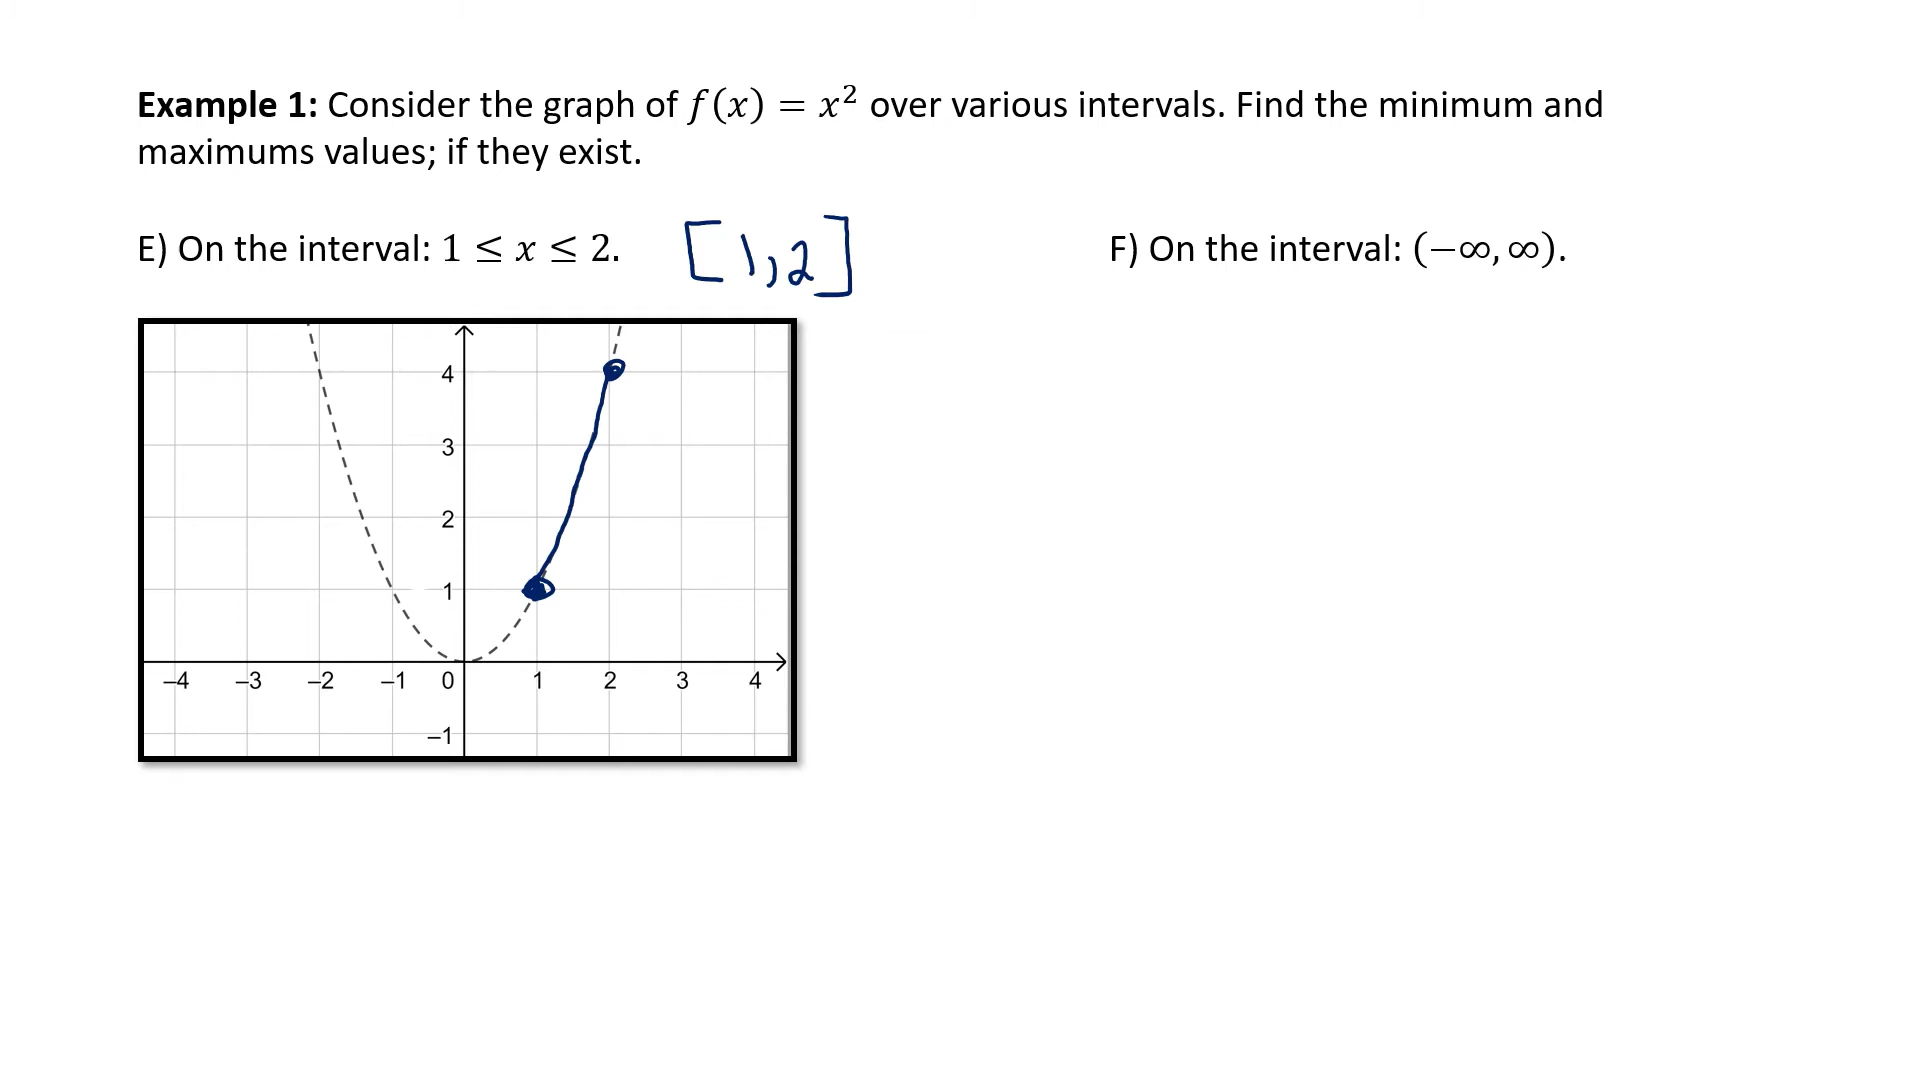 Example 1: Consider the graph of f(x) = x² over various intervals. Find the minimum and
maximums values; if they exist.
E) On the interval: 1 ≤ x ≤ 2. [1,2]
F) On the interval: (−∞, ∞).
4
3
2
1
–4 –3 –2 –1 0 1 2 3 4
–1